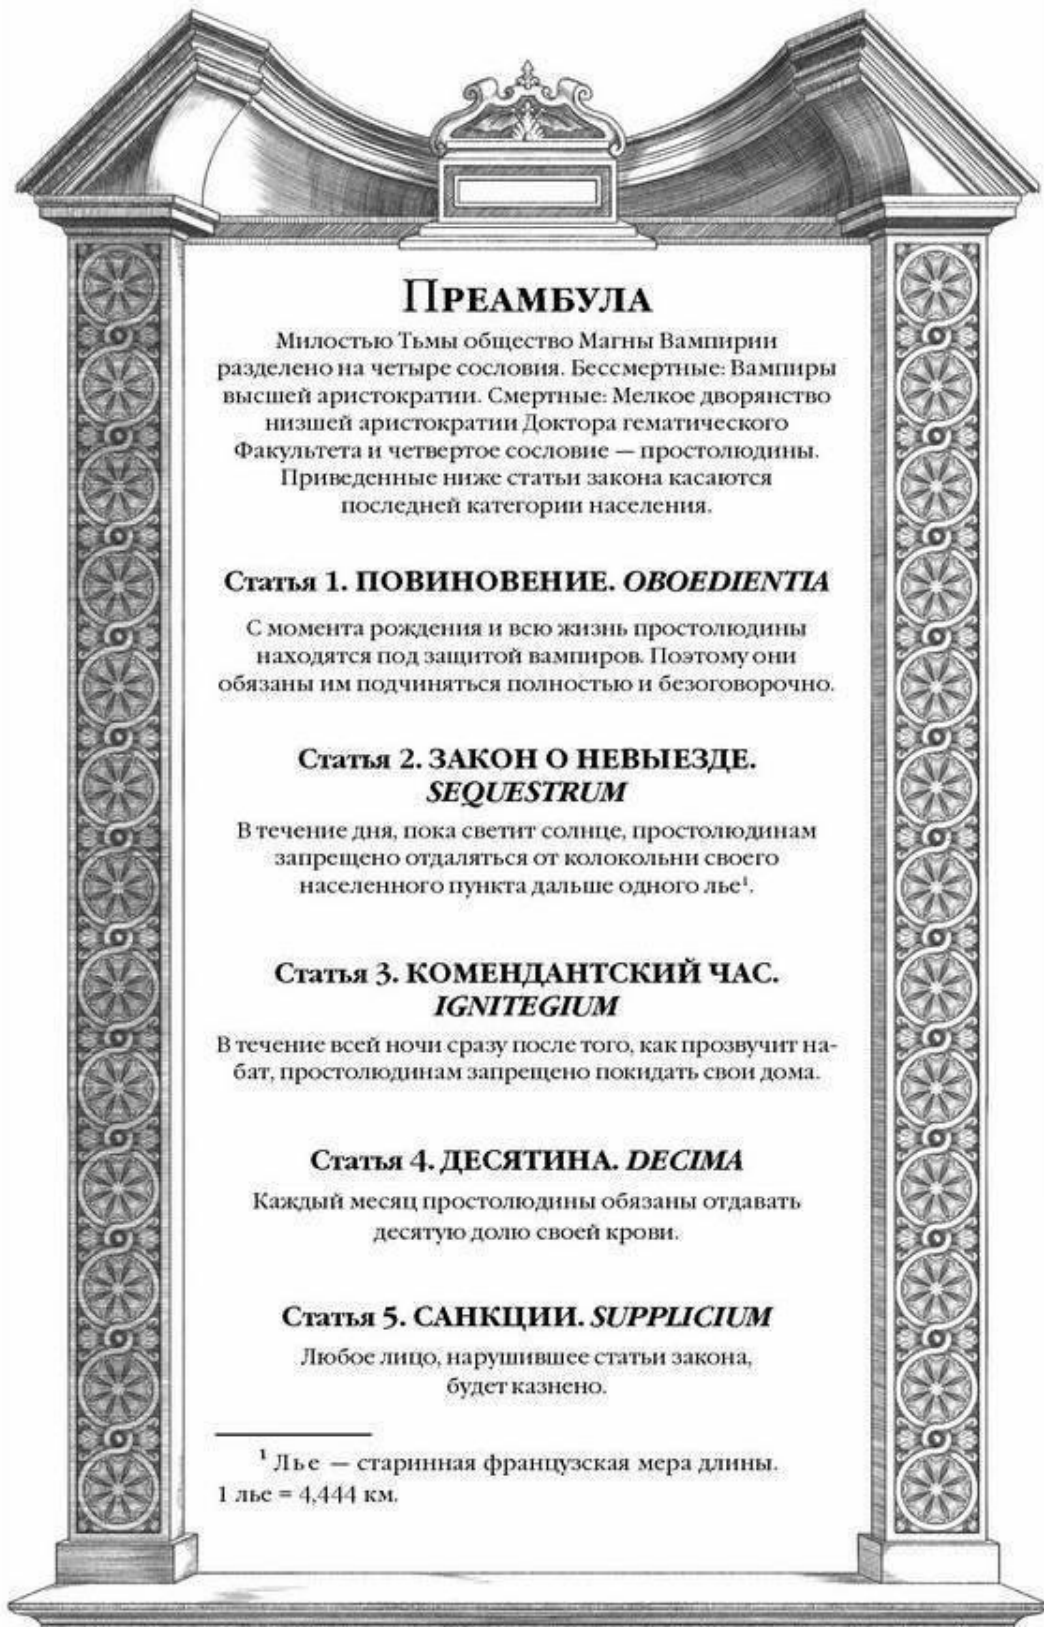 ПРЕАМБУЛА
Милостью Тьмы общество Магны Вампирии
разделено на четыре сословия. Бессмертные: Вампиры
высшей аристократии. Смертные: Мелкое дворянство
низшей аристократии Доктора гематического
Факультета и четвертое сословие — простолюдины.
Приведенные ниже статьи закона касаются
последней категории населения.
Статья 1. ПОВИНОВЕНИЕ. OBOEDIENTIA
С момента рождения и всю жизнь простолюдины
находятся под защитой вампиров. Поэтому они
обязаны им подчиняться полностью и безоговорочно.
Статья 2. ЗАКОН О НЕВЫЕЗДЕ.
SEQUESTRUM
В течение дня, пока светит солнце, простолюдинам
запрещено отдаляться от колокольни своего
населенного пункта дальше одного лье¹.
Статья 3. КОМЕНДАНТСКИЙ ЧАС.
IGNITEGIUM
В течение всей ночи сразу после того, как прозвучит на-
бат, простолюдинам запрещено покидать свои дома.
Статья 4. ДЕСЯТИНА. DECIMA
Каждый месяц простолюдины обязаны отдавать
десятую долю своей крови.
Статья 5. САНКЦИИ. SUPPLICIUM
Любое лицо, нарушившее статьи закона,
будет казнено.
¹ Лье — старинная французская мера длины.
1 лье = 4,444 км.